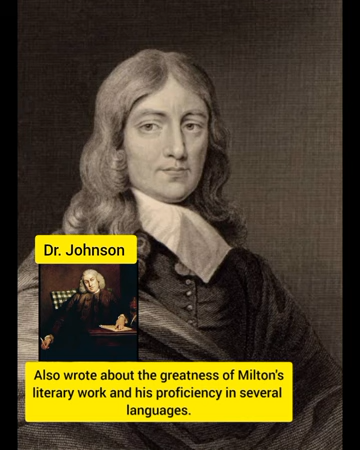 Dr. Johnson
Also wrote about the greatness of Milton's
literary work and his proficiency in several
languages.